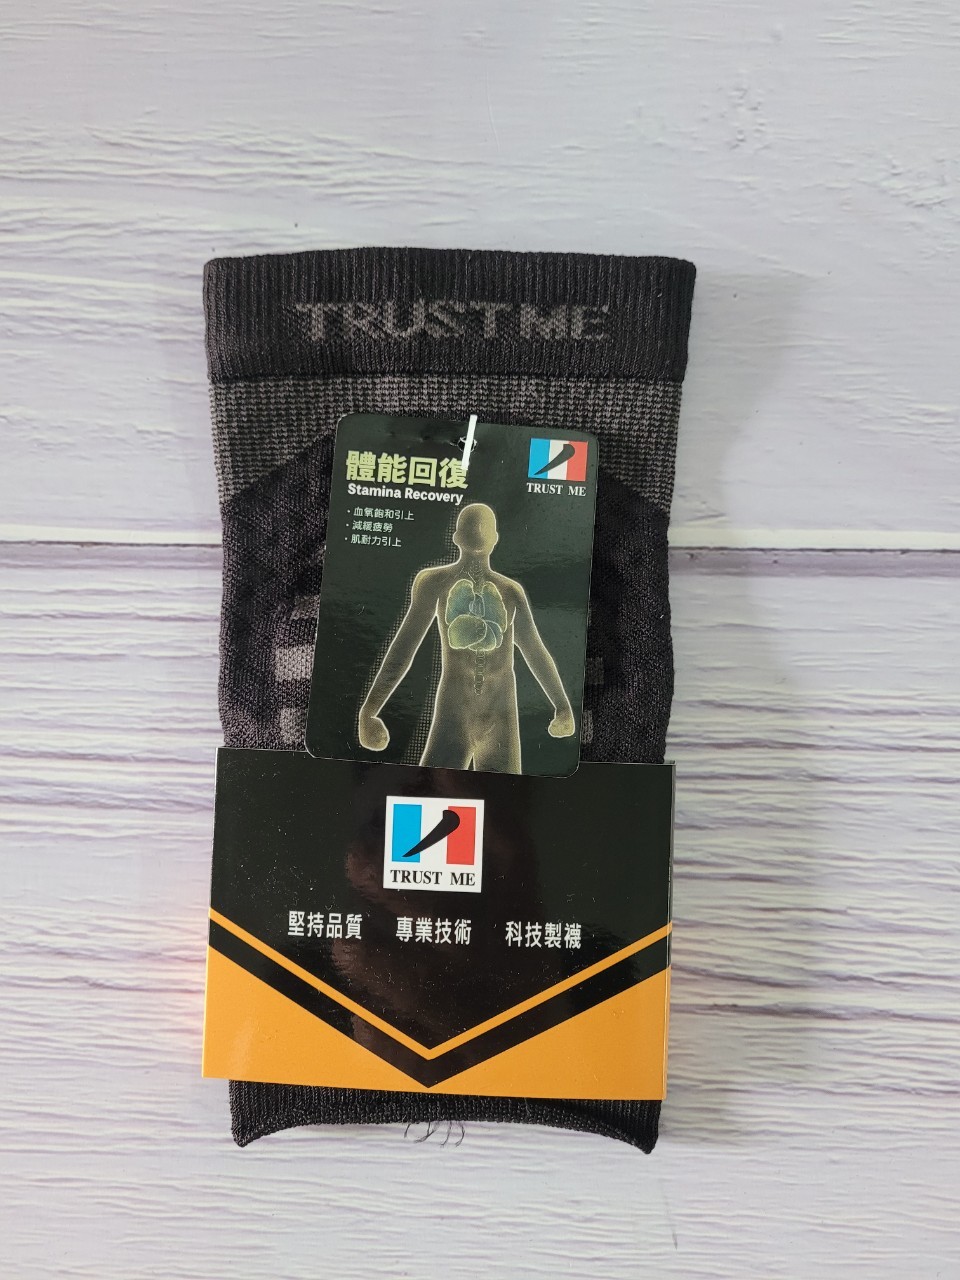 TRUST ME
體能回復
Stamina Recovery
・血氧飽和引上
・減緩疲勞
・肌耐力引上
TRUST ME
TRUST ME
堅持品質 專業技術 科技製襪